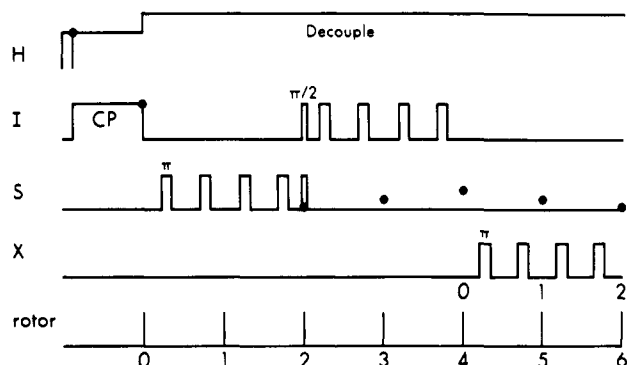 H Decouple
I CP π/2
S π
X π
0 1 2
rotor
0 1 2 3 4 5 6